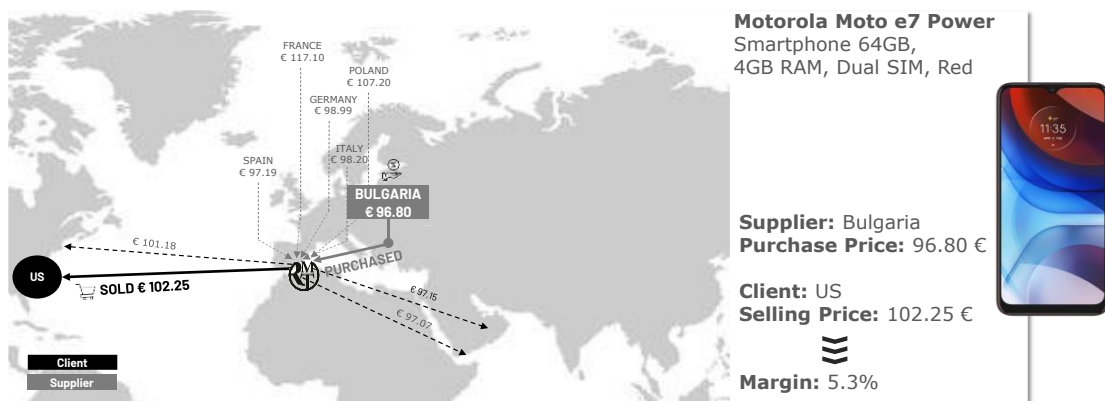 FRANCE
€ 117.10
POLAND
€ 107.20
GERMANY
€ 98.99
ITALY
€ 98.20
SPAIN
€ 97.19
BULGARIA
€ 96.80
PURCHASED
€ 101.18
US
SOLD € 102.25
RMT
€ 97.15
€ 97.07
Client
Supplier
Motorola Moto e7 Power
Smartphone 64GB,
4GB RAM, Dual SIM, Red
11:35
Supplier: Bulgaria
Purchase Price: 96.80 €
Client: US
Selling Price: 102.25 €
Margin: 5.3%